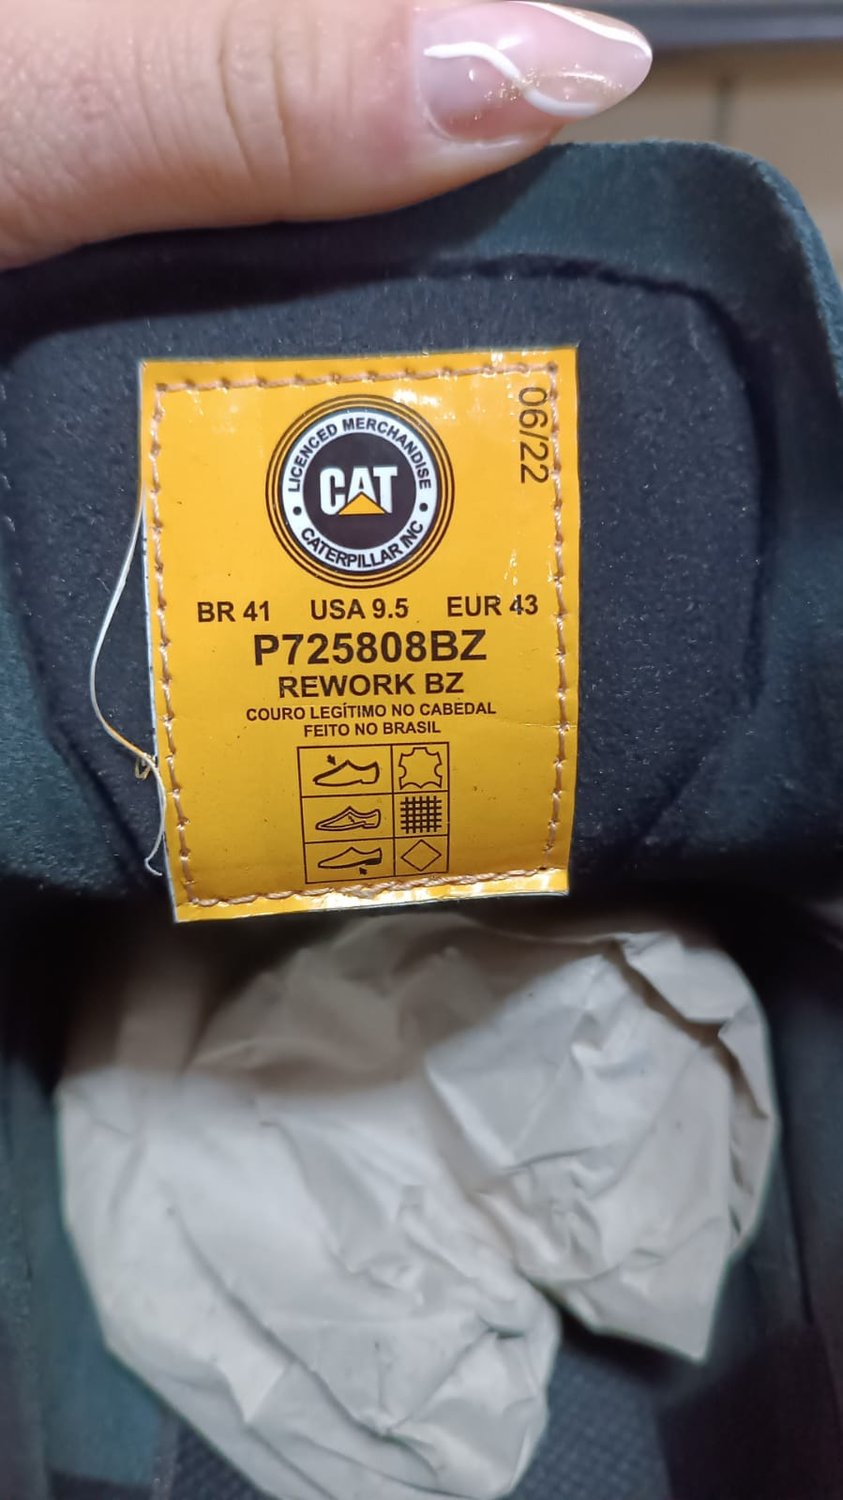 06/22
LICENCED MERCHANDISE
CAT
CATERPILLAR INC
BR 41 USA 9.5 EUR 43
P725808BZ
REWORK BZ
COURO LEGÍTIMO NO CABEDAL
FEITO NO BRASIL